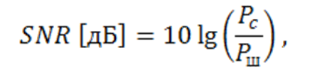 SNR [дБ] = 10 lg(Pс/Pш),